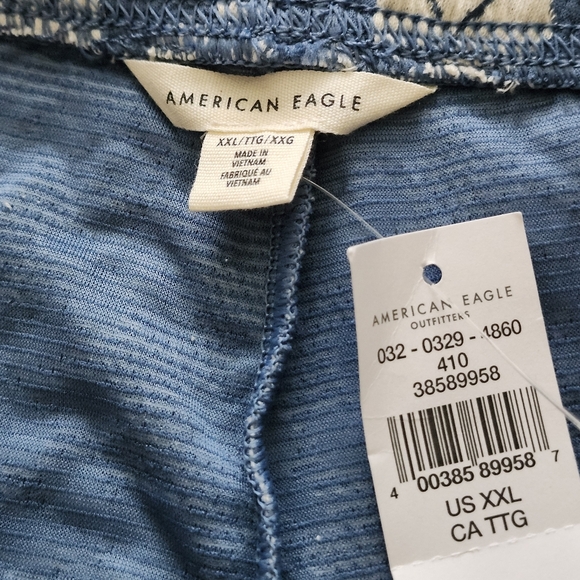 AMERICAN EAGLE
XXL/TTG/XXG
MADE IN
VIETNAM
FABRIQUÉ AU
VIETNAM
AMERICAN EAGLE
OUTFITTERS
032 - 0329 - 4860
410
38589958
4 00385 89958 7
US XXL
CA TTG